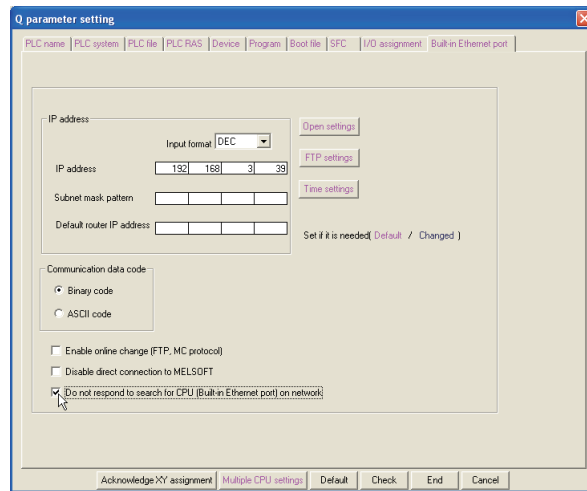 Q parameter setting
PLC name PLC system PLC file PLC RAS Device Program Boot file SFC I/O assignment Built-in Ethernet port
IP address
Input format DEC
IP address 192 168 3 39
Subnet mask pattern
Default router IP address
Open settings
FTP settings
Time settings
Set if it is needed( Default / Changed )
Communication data code
Binary code
ASCII code
Enable online change (FTP, MC protocol)
Disable direct connection to MELSOFT
Do not respond to search for CPU (Built-in Ethernet port) on network
Acknowledge XY assignment Multiple CPU settings Default Check End Cancel